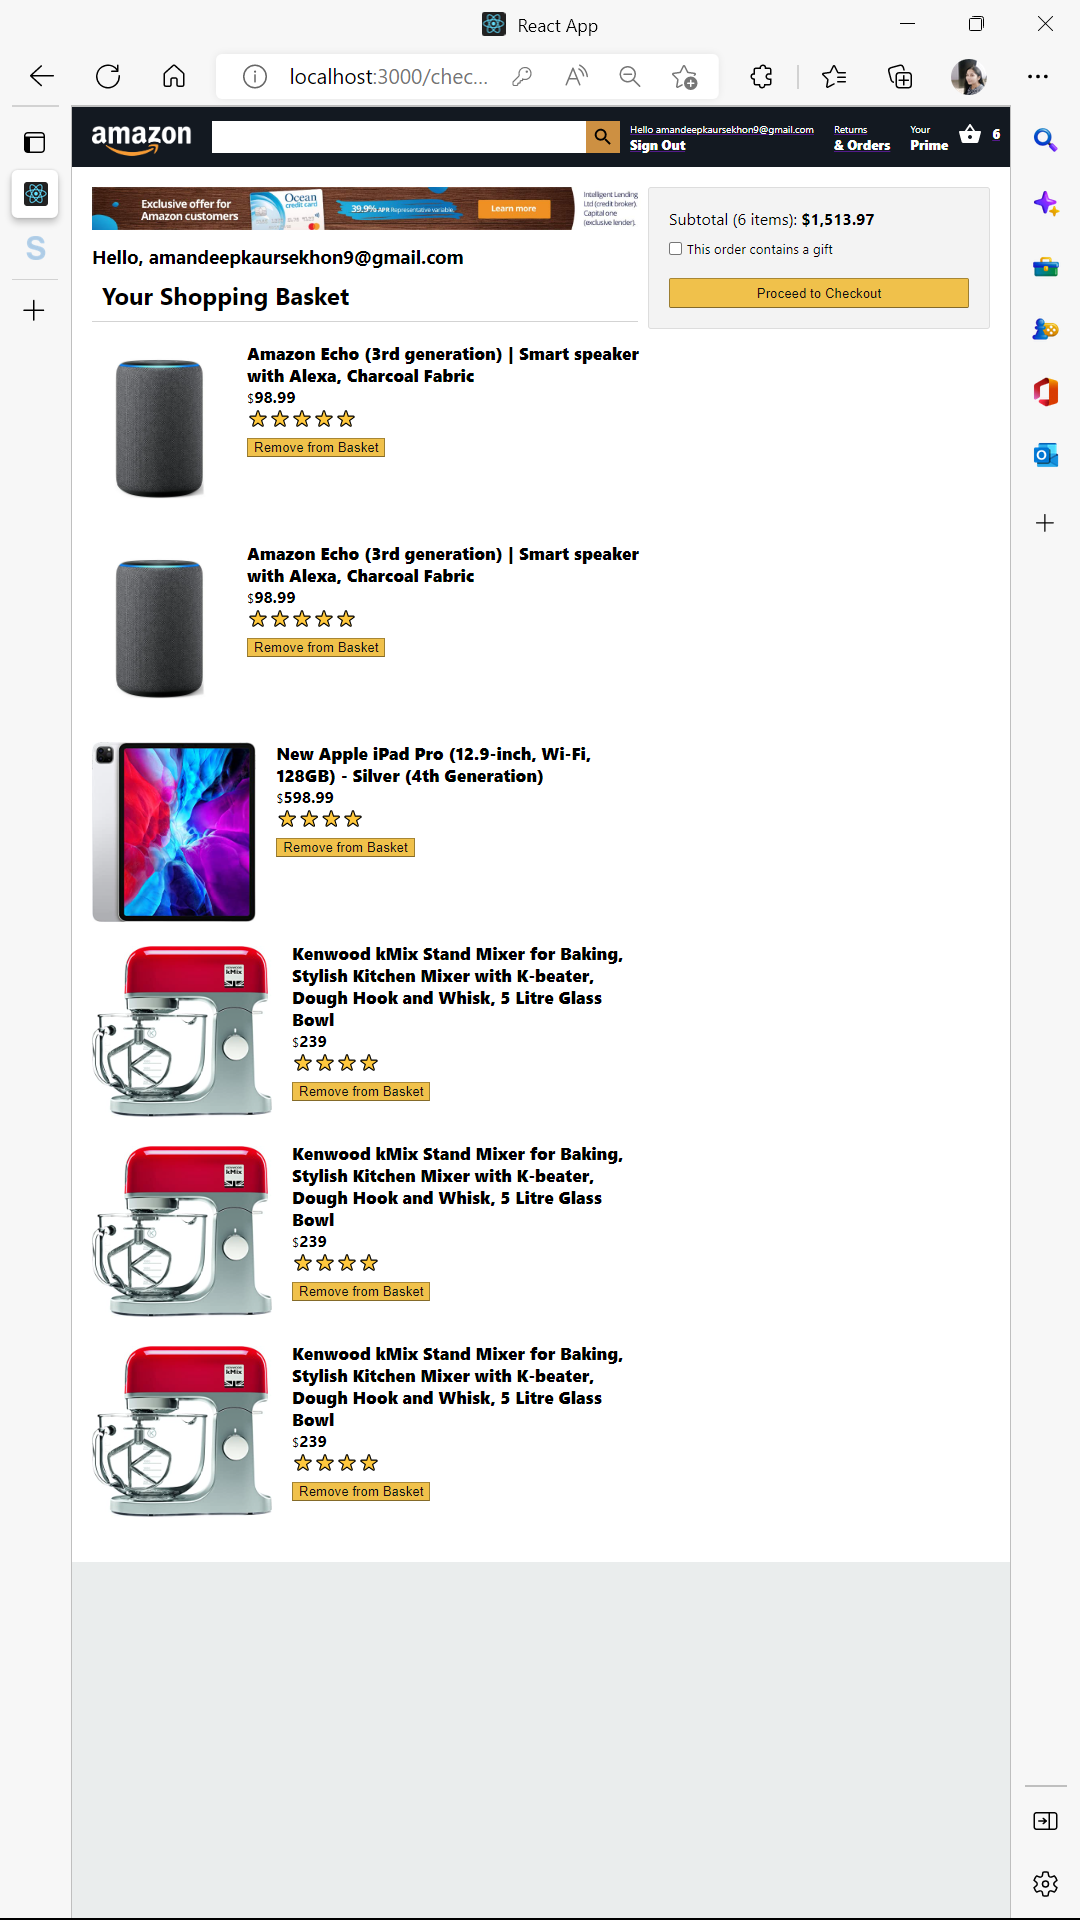 React App
localhost:3000/chec...
amazon
Hello amandeepkaursekhon9@gmail.com
Sign Out
Returns
& Orders
Your
Prime
6
S
Exclusive offer for
Amazon customers
Ocean
credit card
39.9% APR Representative variable.
Learn more
Intelligent Lending
Ltd (credit broker).
Capital one
(exclusive lender).
Subtotal (6 items): $1,513.97
This order contains a gift
Proceed to Checkout
Hello, amandeepkaursekhon9@gmail.com
Your Shopping Basket
Amazon Echo (3rd generation) | Smart speaker
with Alexa, Charcoal Fabric
$98.99
Remove from Basket
Amazon Echo (3rd generation) | Smart speaker
with Alexa, Charcoal Fabric
$98.99
Remove from Basket
New Apple iPad Pro (12.9-inch, Wi-Fi,
128GB) - Silver (4th Generation)
$598.99
Remove from Basket
kMix
Kenwood kMix Stand Mixer for Baking,
Stylish Kitchen Mixer with K-beater,
Dough Hook and Whisk, 5 Litre Glass
Bowl
$239
Remove from Basket
kMix
Kenwood kMix Stand Mixer for Baking,
Stylish Kitchen Mixer with K-beater,
Dough Hook and Whisk, 5 Litre Glass
Bowl
$239
Remove from Basket
kMix
Kenwood kMix Stand Mixer for Baking,
Stylish Kitchen Mixer with K-beater,
Dough Hook and Whisk, 5 Litre Glass
Bowl
$239
Remove from Basket